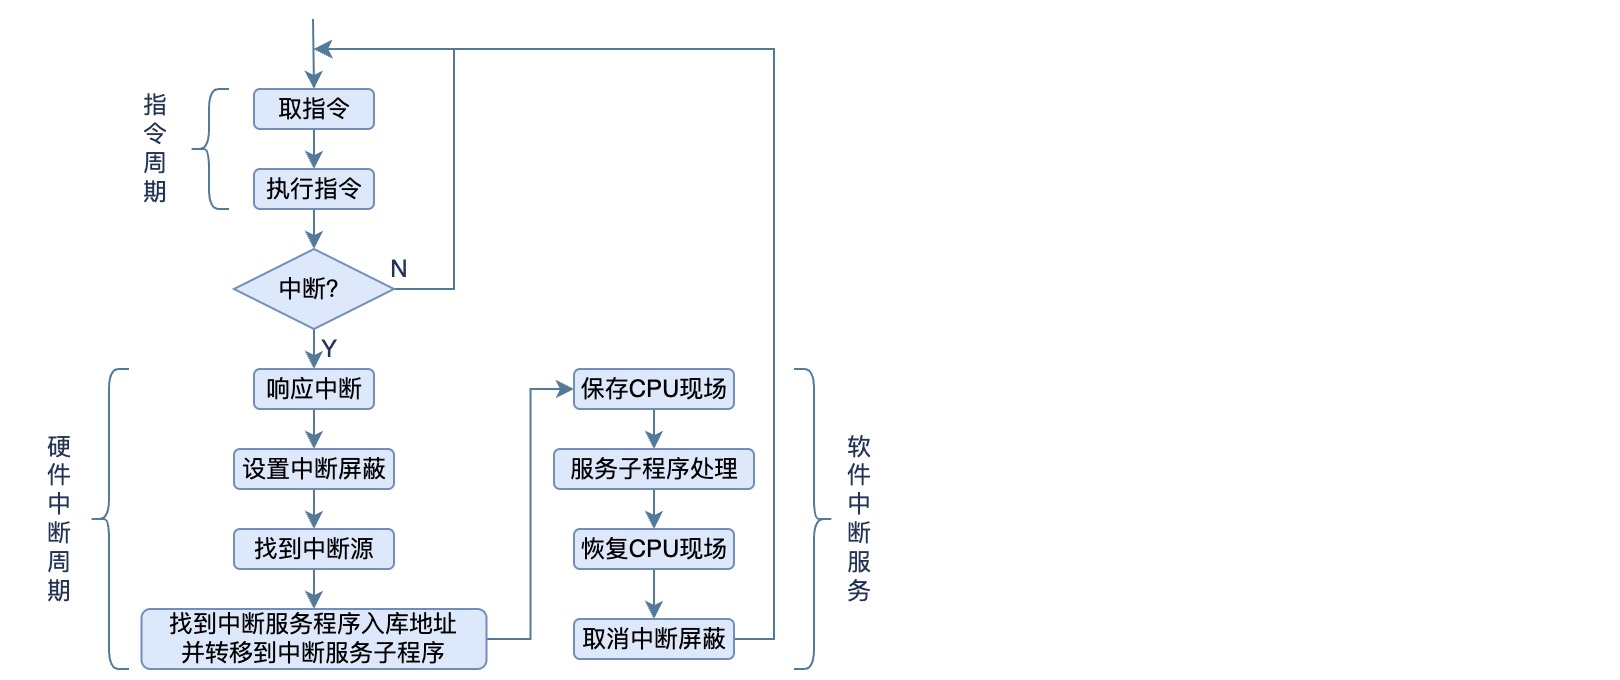 指令周期
取指令
执行指令
中断?
N
Y
硬件中断周期
响应中断
设置中断屏蔽
找到中断源
找到中断服务程序入库地址
并转移到中断服务子程序
保存CPU现场
服务子程序处理
恢复CPU现场
取消中断屏蔽
软件中断服务